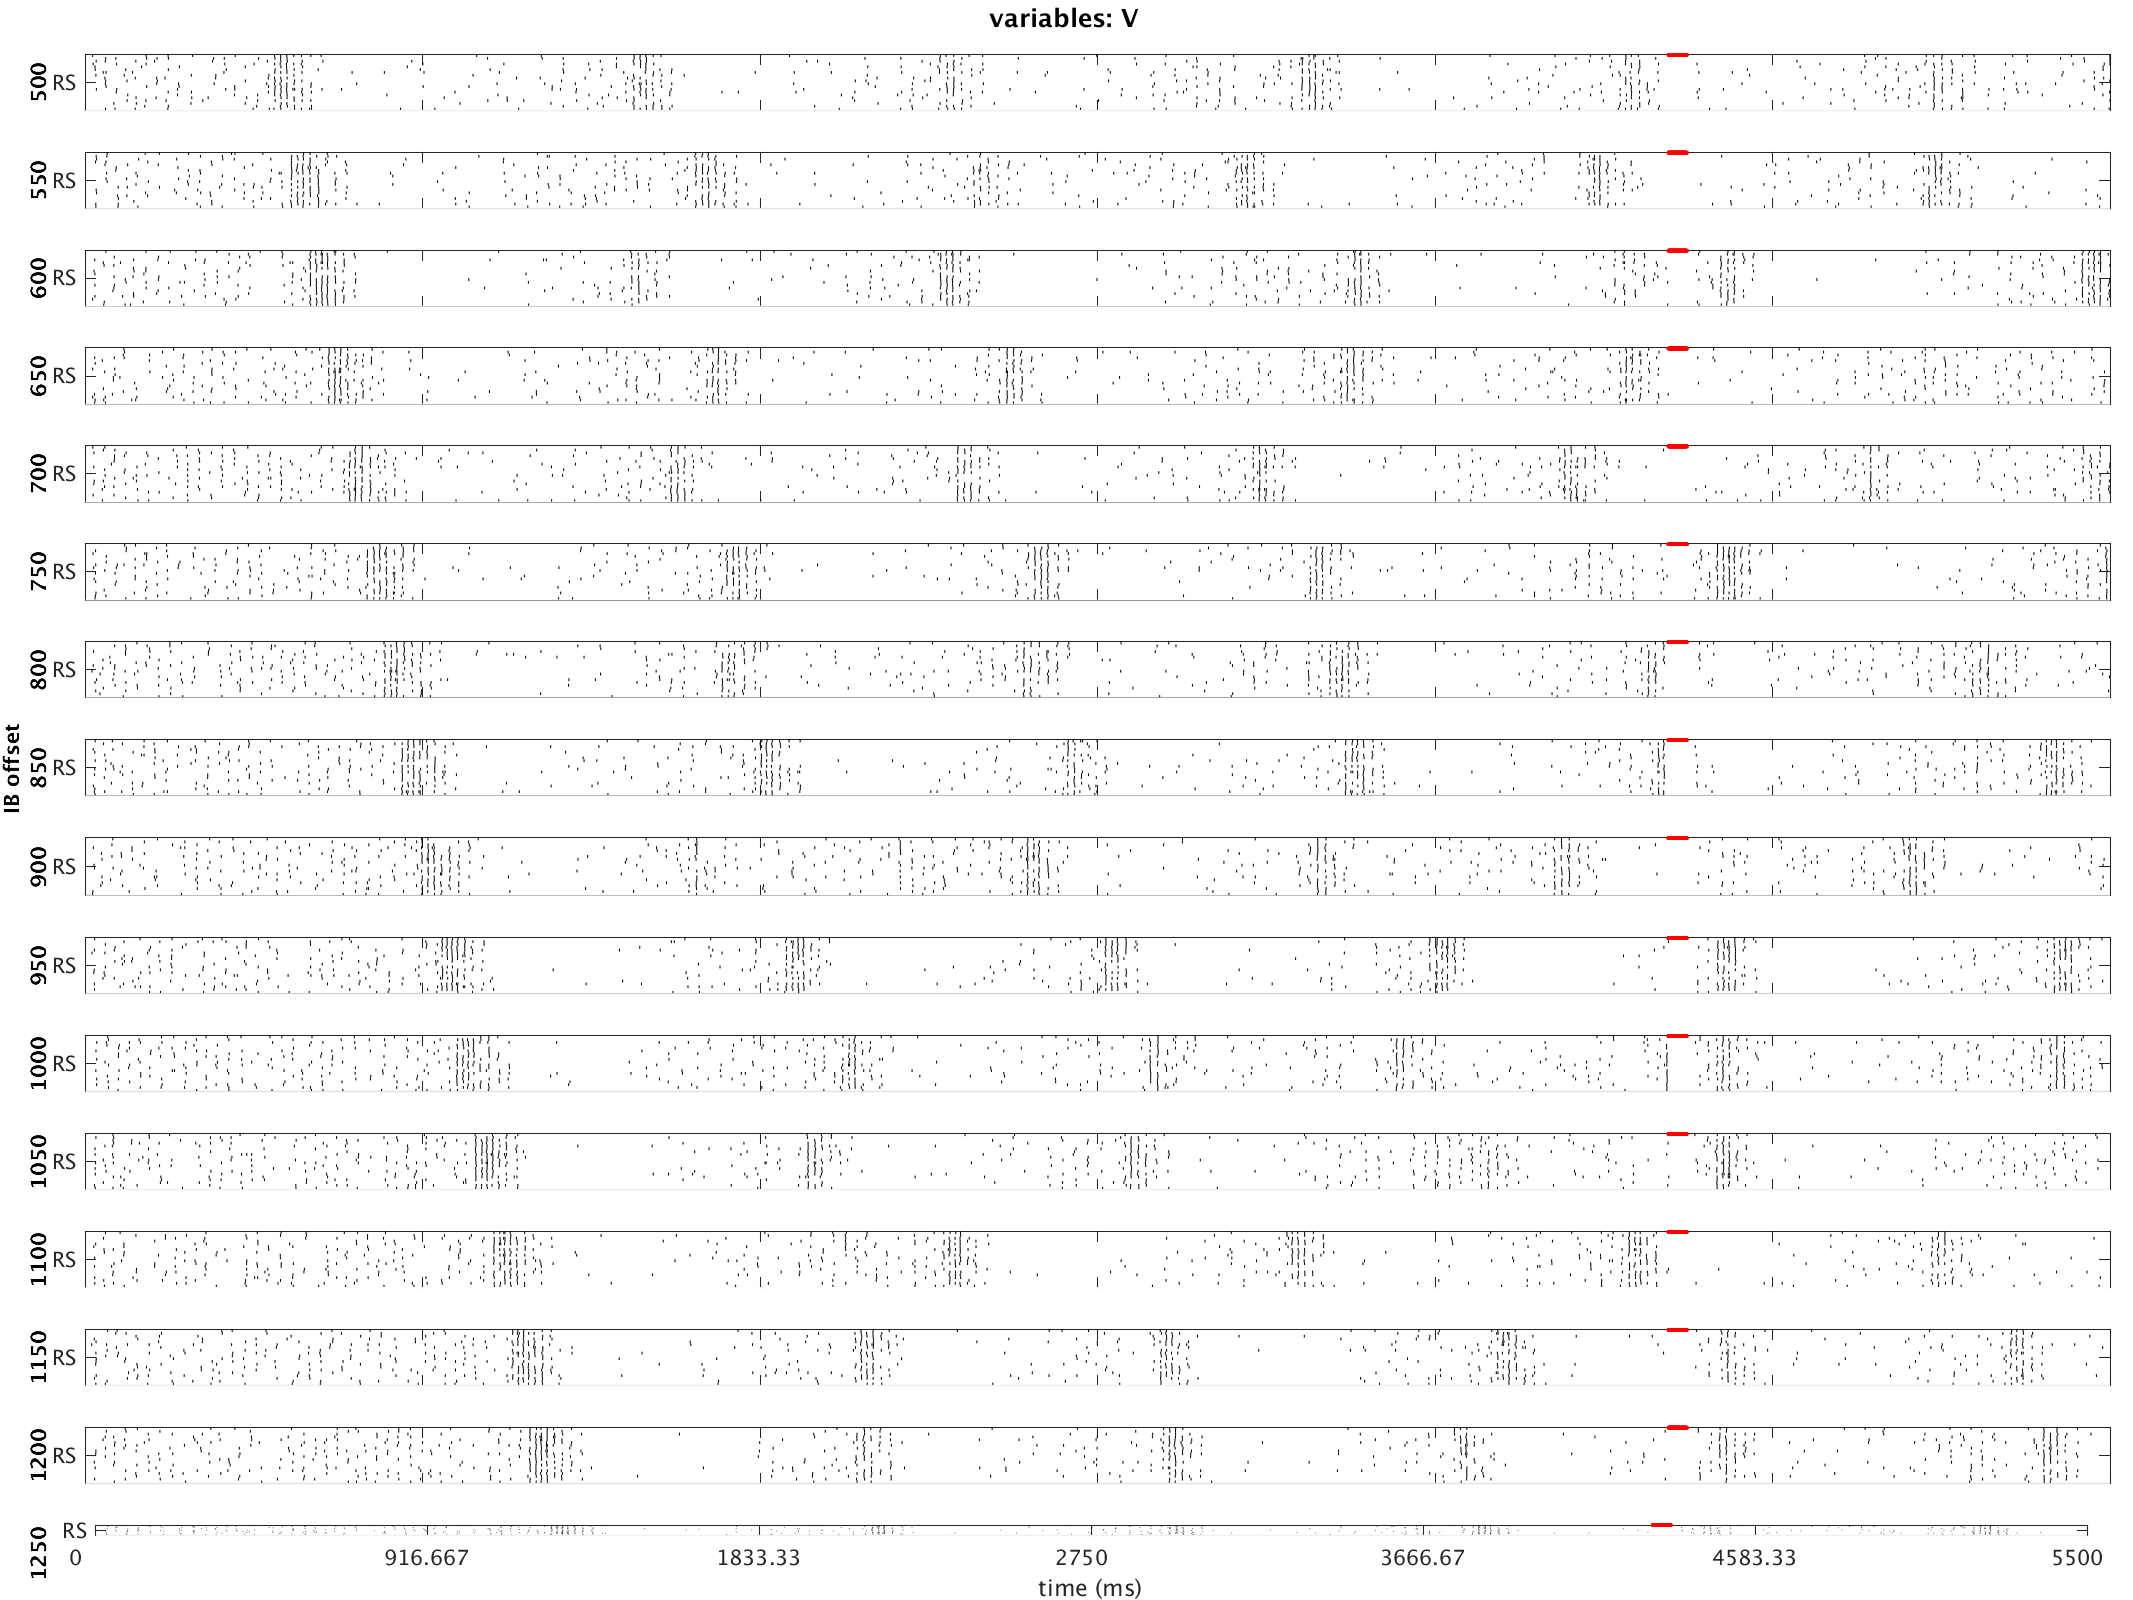 variables: V
500 RS
550 RS
600 RS
650 RS
700 RS
750 RS
800 RS
IB offset
850 RS
900 RS
950 RS
1000 RS
1050 RS
1100 RS
1150 RS
1200 RS
1250 RS
0 916.667 1833.33 2750 3666.67 4583.33 5500
time (ms)